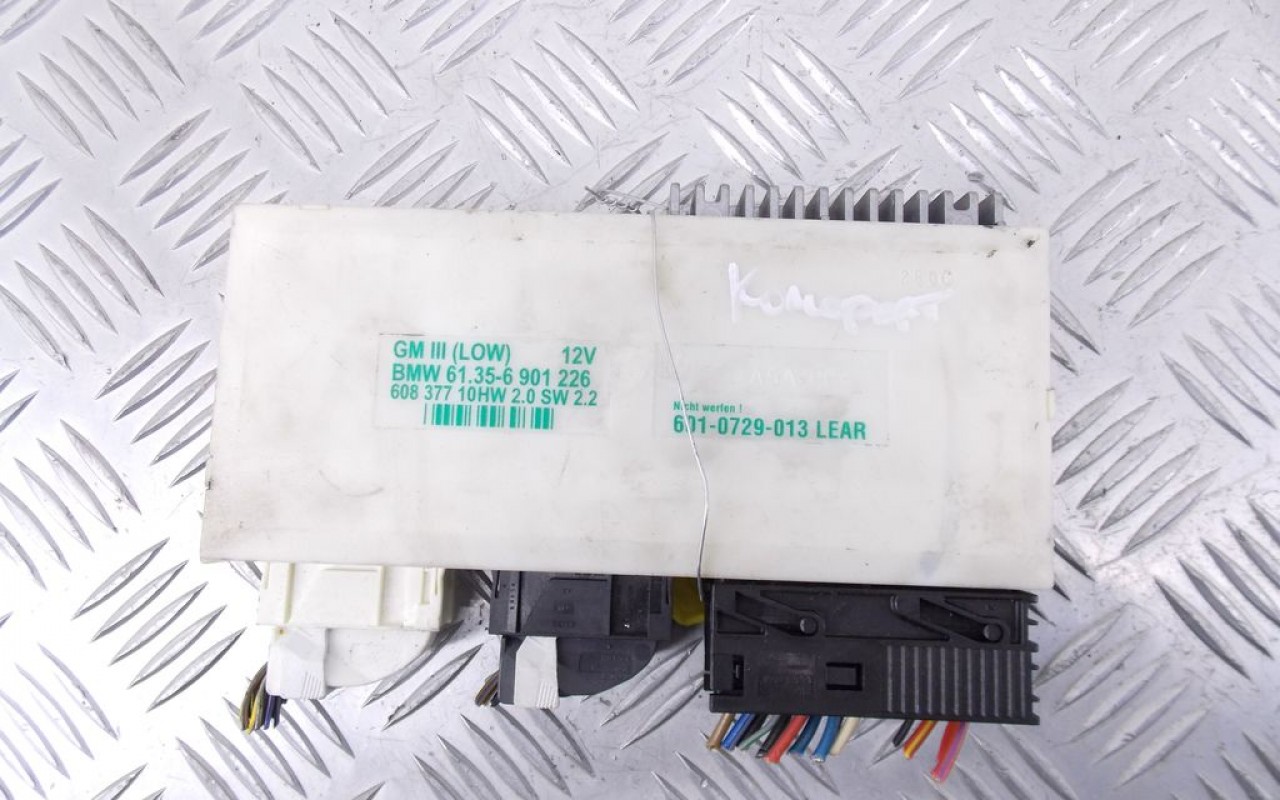 Комфорт
GM III (LOW) 12V
BMW 61.35-6 901 226
608 377 10HW 2.0 SW 2.2
Nicht werfen !
601-0729-013 LEAR